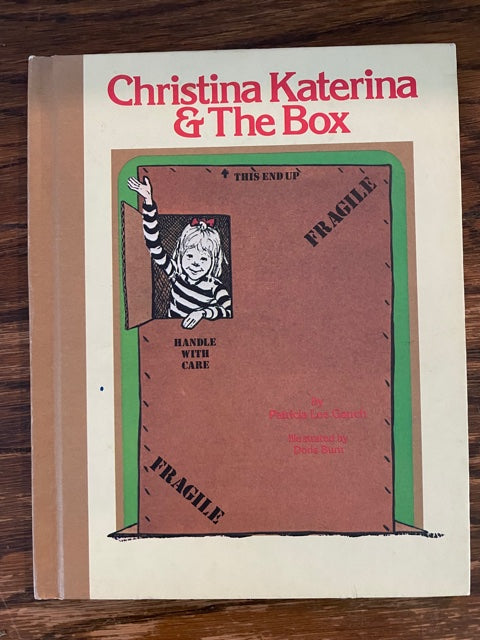 Christina Katerina
& The Box
THIS END UP
FRAGILE
HANDLE
WITH
CARE
by
Patricia Lee Gauch
Illustrated by
Doris Burn
FRAGILE